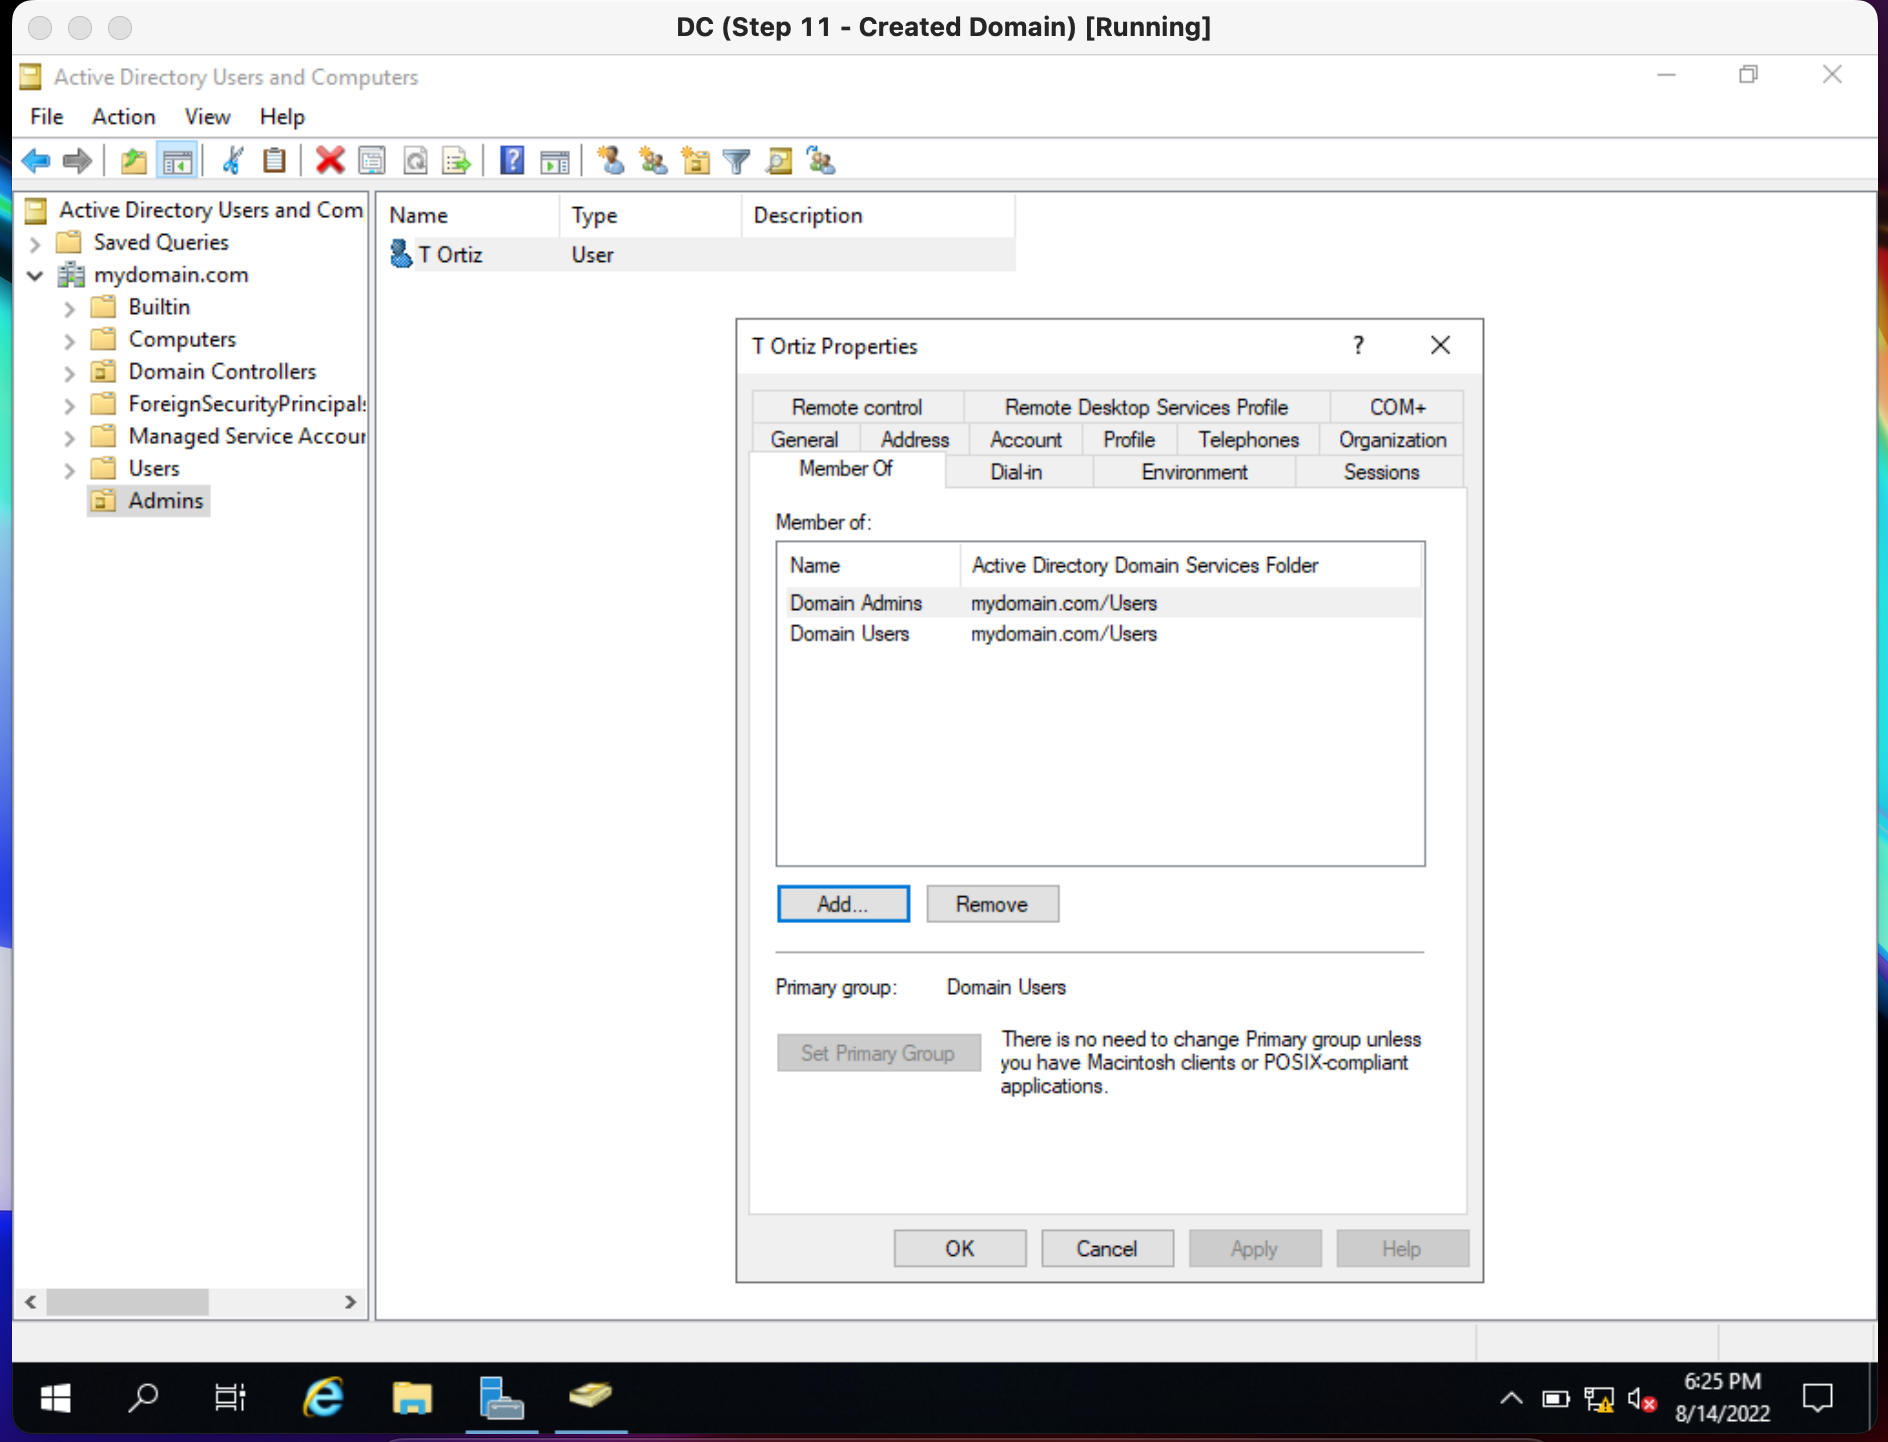 DC (Step 11 - Created Domain) [Running]
Active Directory Users and Computers
File Action View Help
Active Directory Users and Com
Saved Queries
mydomain.com
Builtin
Computers
Domain Controllers
ForeignSecurityPrincipals
Managed Service Accour
Users
Admins
Name Type Description
T Ortiz User
T Ortiz Properties
Remote control Remote Desktop Services Profile COM+
General Address Account Profile Telephones Organization
Member Of Dial-in Environment Sessions
Member of:
Name Active Directory Domain Services Folder
Domain Admins mydomain.com/Users
Domain Users mydomain.com/Users
Add... Remove
Primary group: Domain Users
Set Primary Group
There is no need to change Primary group unless
you have Macintosh clients or POSIX-compliant
applications.
OK Cancel Apply Help
6:25 PM
8/14/2022